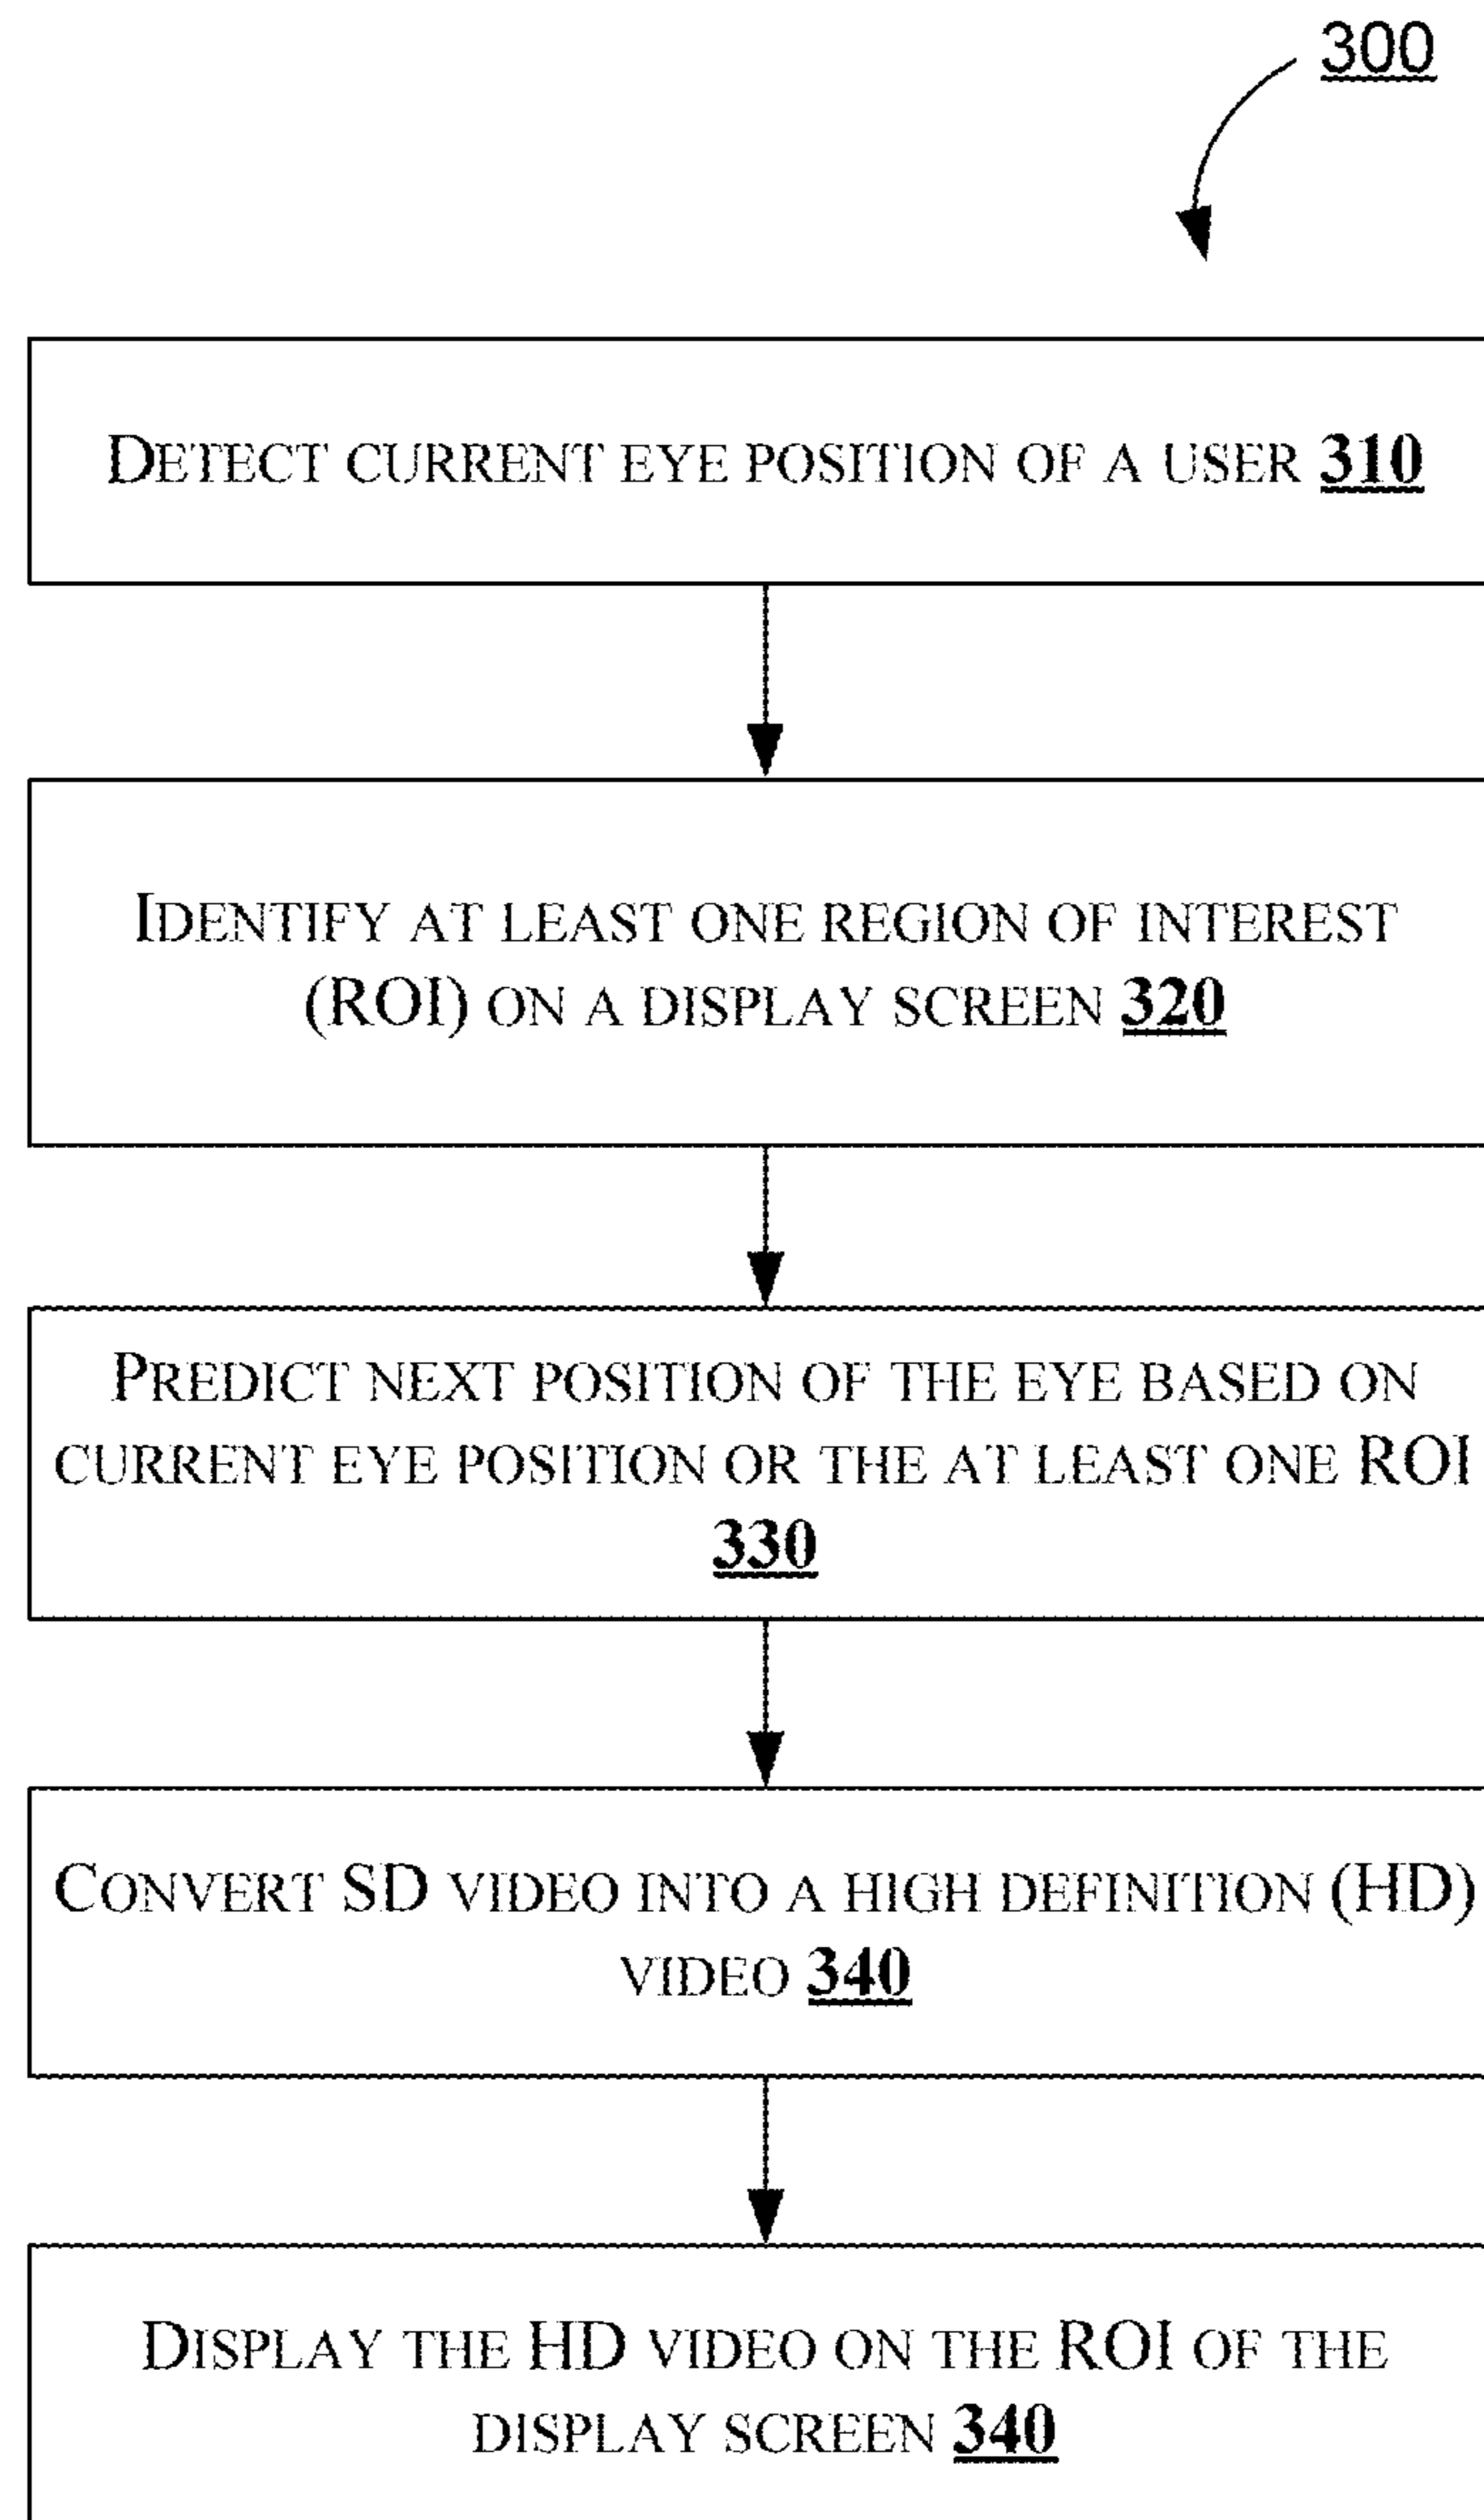 300
DETECT CURRENT EYE POSITION OF A USER 310
IDENTIFY AT LEAST ONE REGION OF INTEREST
(ROI) ON A DISPLAY SCREEN 320
PREDICT NEXT POSITION OF THE EYE BASED ON
CURRENT EYE POSITION OR THE AT LEAST ONE ROI
330
CONVERT SD VIDEO INTO A HIGH DEFINITION (HD)
VIDEO 340
DISPLAY THE HD VIDEO ON THE ROI OF THE
DISPLAY SCREEN 340